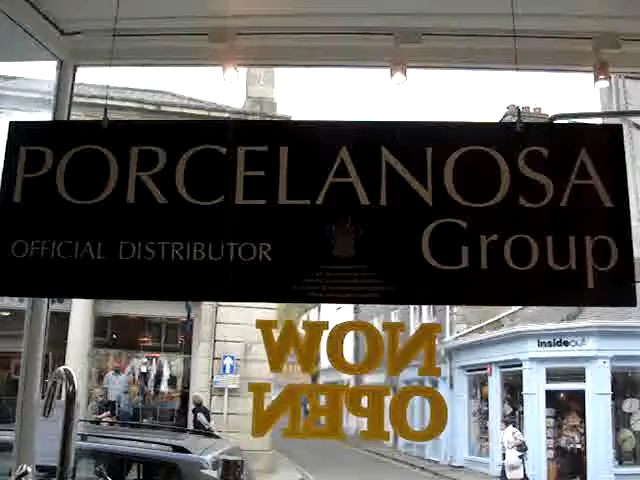 PORCELANOSA
OFFICIAL DISTRIBUTOR
Group
NOW
OPEN
insideout